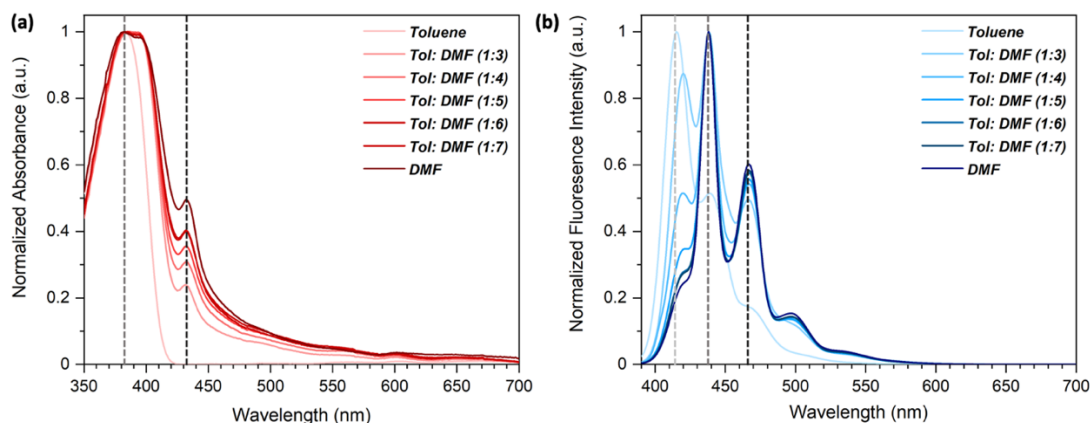 (a)
Normalized Absorbance (a.u.)
1
0.8
0.6
0.4
0.2
0
350 400 450 500 550 600 650 700
Wavelength (nm)
Toluene
Tol: DMF (1:3)
Tol: DMF (1:4)
Tol: DMF (1:5)
Tol: DMF (1:6)
Tol: DMF (1:7)
DMF
(b)
Normalized Fluorescence Intensity (a.u.)
1
0.8
0.6
0.4
0.2
0
400 450 500 550 600 650 700
Wavelength (nm)
Toluene
Tol: DMF (1:3)
Tol: DMF (1:4)
Tol: DMF (1:5)
Tol: DMF (1:6)
Tol: DMF (1:7)
DMF